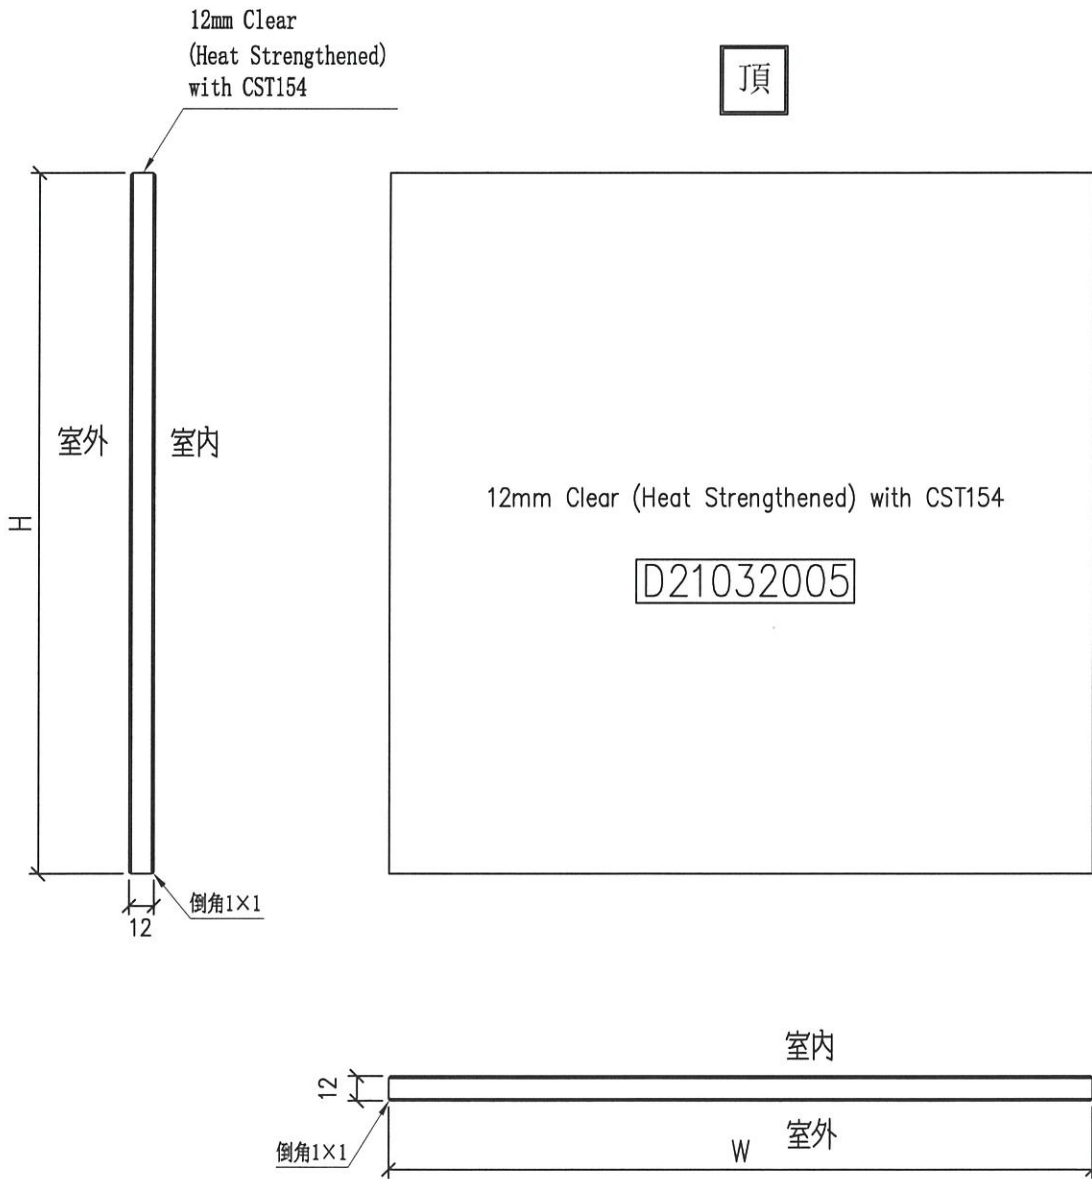 12mm Clear
(Heat Strengthened)
with CST154
頂
室外
室内
H
12mm Clear (Heat Strengthened) with CST154
D21032005
倒角1×1
12
室内
12
倒角1×1
室外
W